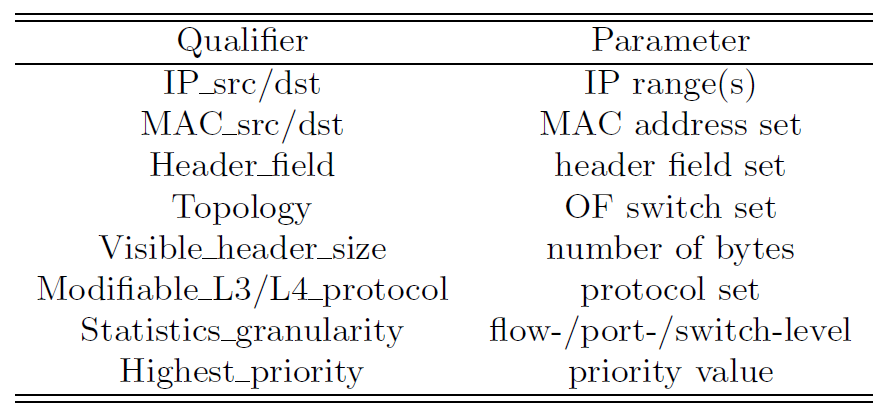 Qualifier Parameter
IP_src/dst IP range(s)
MAC_src/dst MAC address set
Header_field header field set
Topology OF switch set
Visible_header_size number of bytes
Modifiable_L3/L4_protocol protocol set
Statistics_granularity flow-/port-/switch-level
Highest_priority priority value